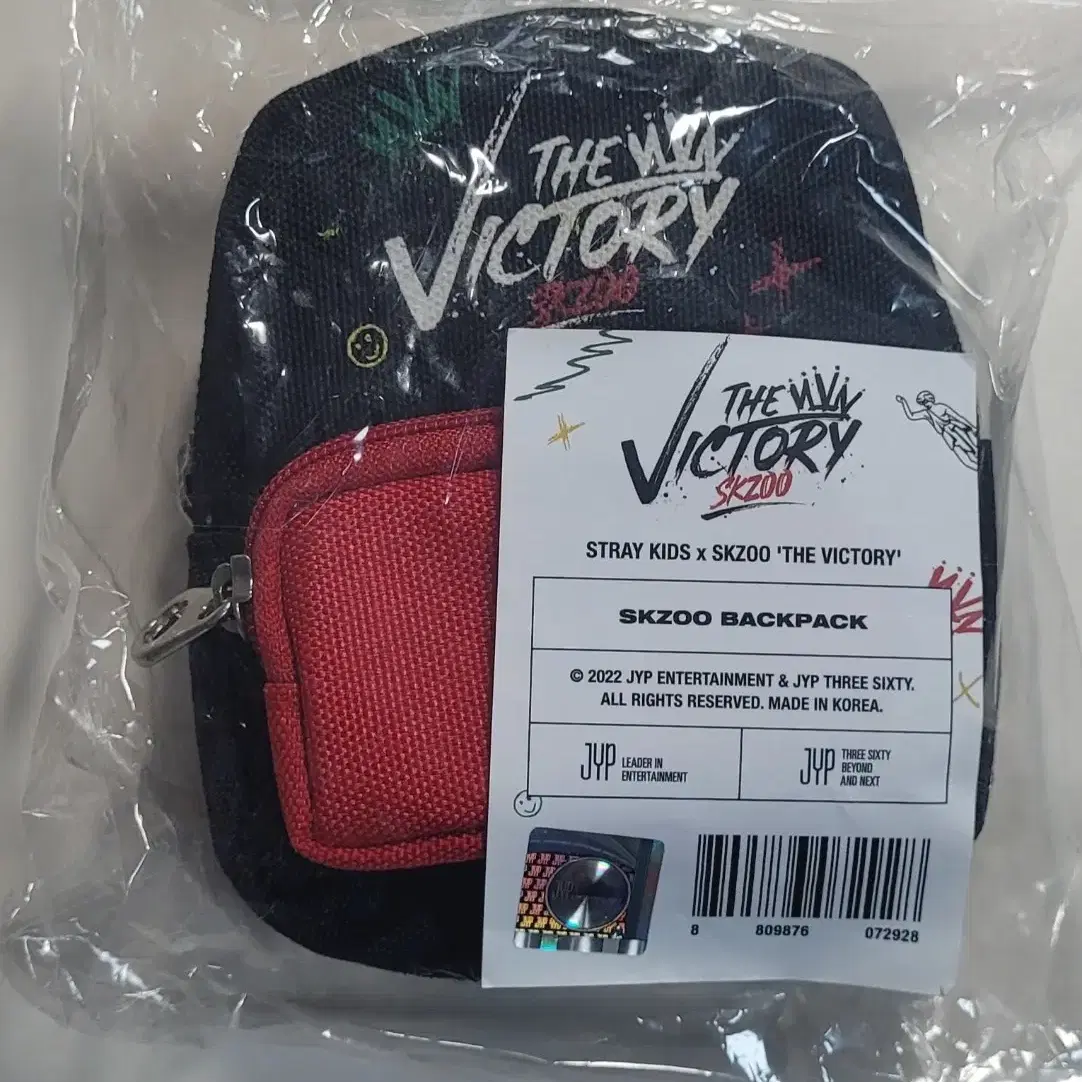 THE
VICTORY
SKZOO
THE
VICTORY
SKZOO
STRAY KIDS x SKZOO 'THE VICTORY'
SKZOO BACKPACK
© 2022 JYP ENTERTAINMENT & JYP THREE SIXTY.
ALL RIGHTS RESERVED. MADE IN KOREA.
JYP LEADER IN
ENTERTAINMENT
JYP THREE SIXTY
BEYOND
AND NEXT
JYP
8 809876 072928